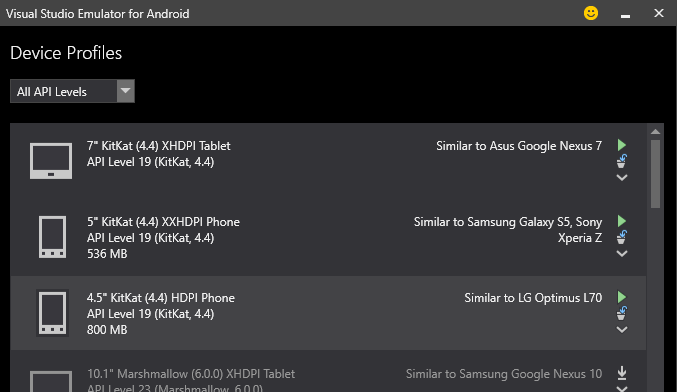 Visual Studio Emulator for Android
Device Profiles
All API Levels
7" KitKat (4.4) XHDPI Tablet
Similar to Asus Google Nexus 7
API Level 19 (KitKat, 4.4)
5" KitKat (4.4) XXHDPI Phone
Similar to Samsung Galaxy S5, Sony
API Level 19 (KitKat, 4.4)
Xperia Z
536 MB
4.5" KitKat (4.4) HDPI Phone
Similar to LG Optimus L70
API Level 19 (KitKat, 4.4)
800 MB
10.1" Marshmallow (6.0.0) XHDPI Tablet
Similar to Samsung Google Nexus 10
API Level 23 (Marshmallow, 6.0.0)